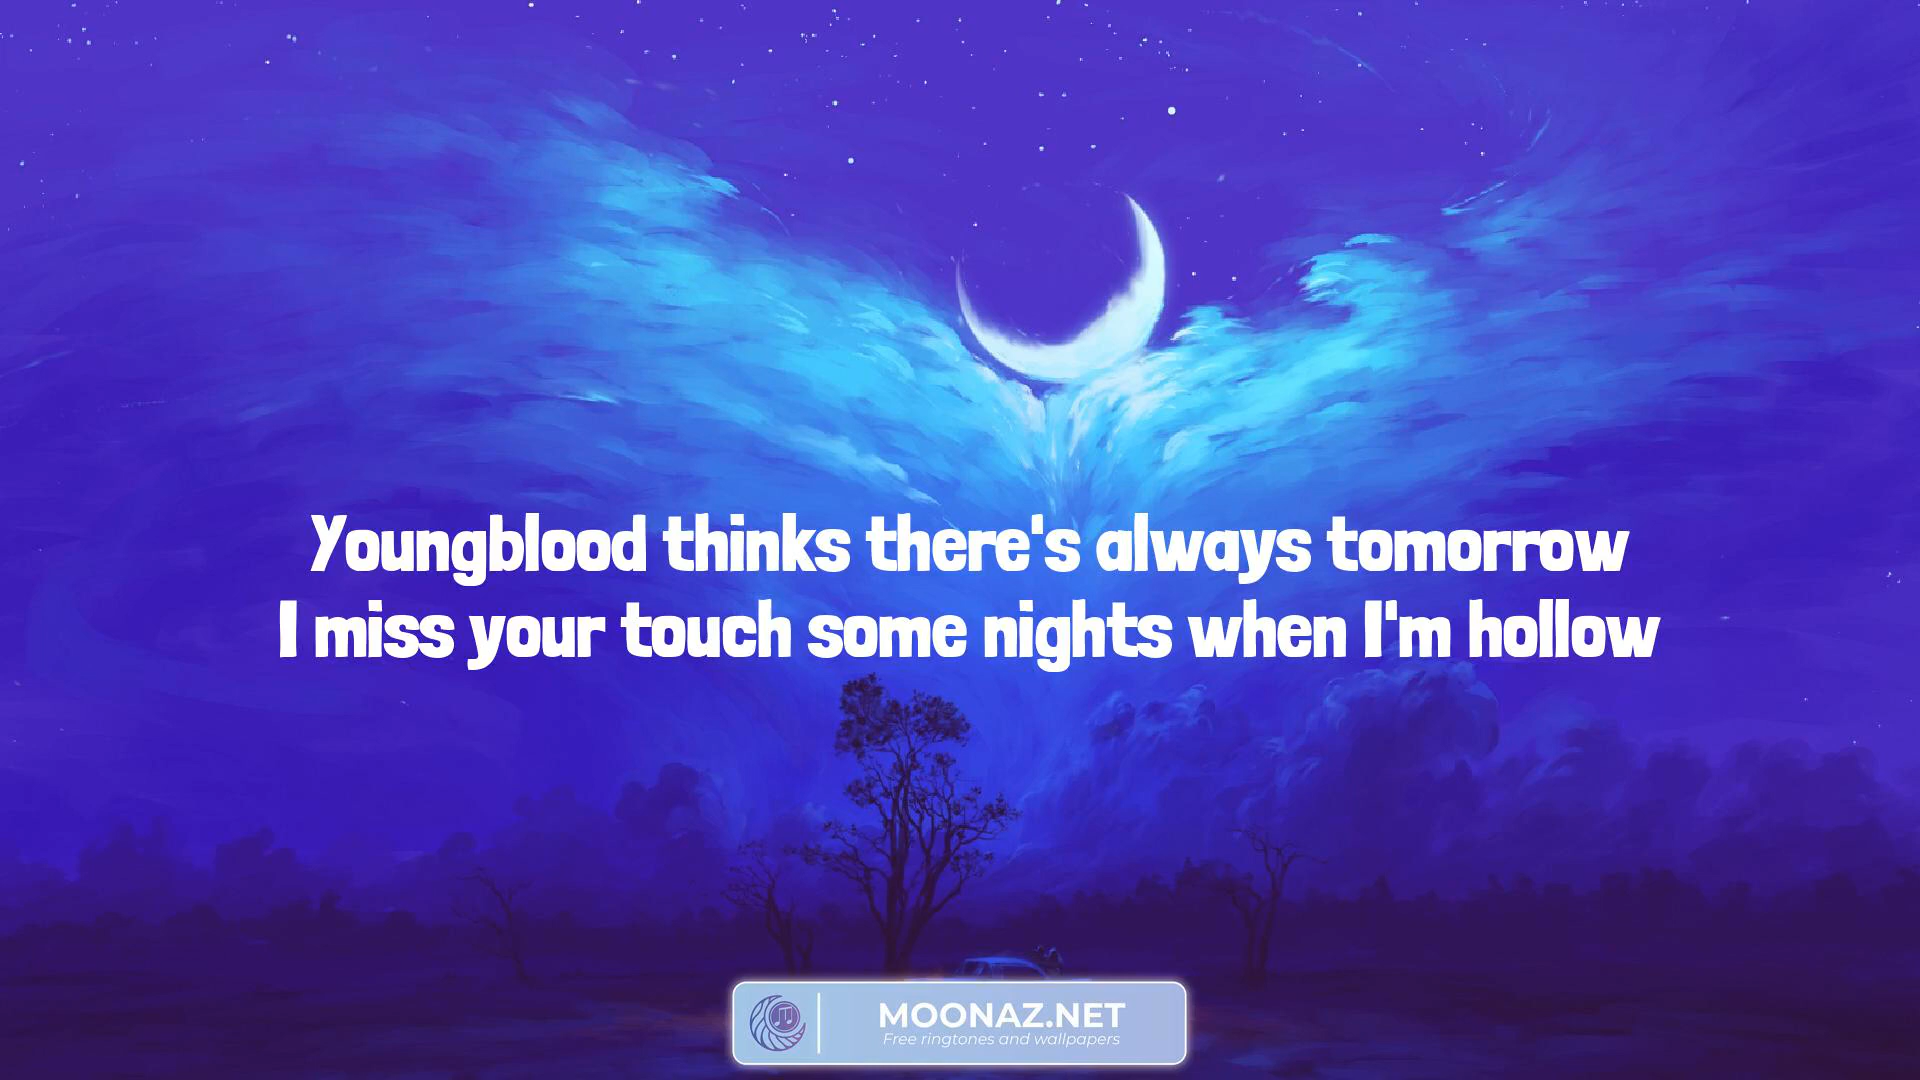 Youngblood thinks there's always tomorrow
I miss your touch some nights when I'm hollow
MOONAZ.NET
Free ringtones and wallpapers